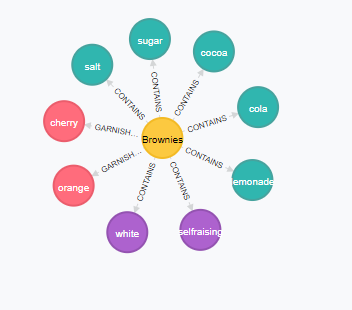 sugar
cocoa
salt
CONTAINS
CONTAINS
CONTAINS
cola
CONTAINS
cherry
GARNISH...
Brownies
GARNISH...
CONTAINS
lemonade
orange
CONTAINS
CONTAINS
white
selfraising